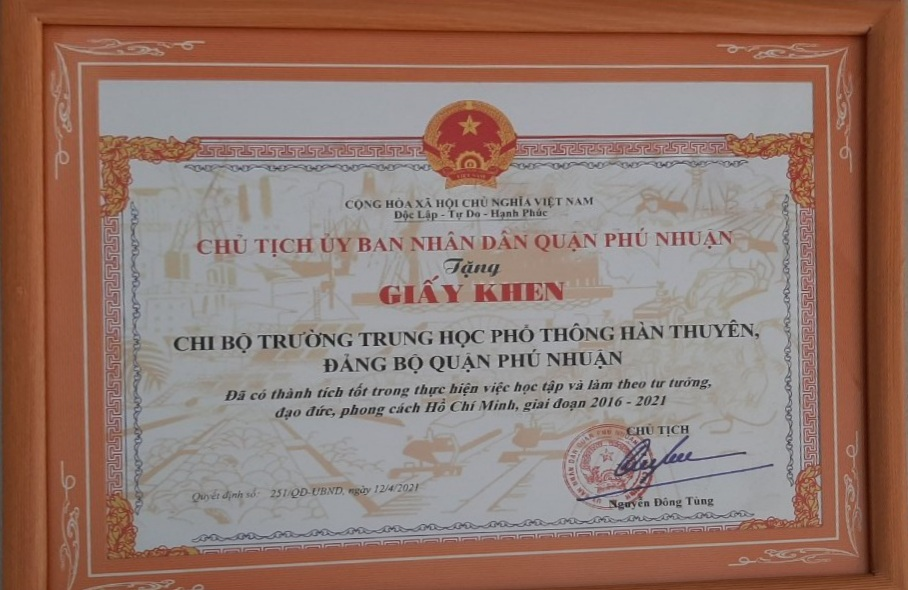 CỘNG HÒA XÃ HỘI CHỦ NGHĨA VIỆT NAM
Độc Lập - Tự Do - Hạnh Phúc
CHỦ TỊCH ỦY BAN NHÂN DÂN QUẬN PHÚ NHUẬN
Tặng
GIẤY KHEN
CHI BỘ TRƯỜNG TRUNG HỌC PHỔ THÔNG HÀN THUYÊN,
ĐẢNG BỘ QUẬN PHÚ NHUẬN
Đã có thành tích tốt trong thực hiện việc học tập và làm theo tư tưởng,
đạo đức, phong cách Hồ Chí Minh, giai đoạn 2016 - 2021
CHỦ TỊCH
Quyết định số: 251/QĐ-UBND, ngày 12/4/2021
Nguyễn Đông Tùng